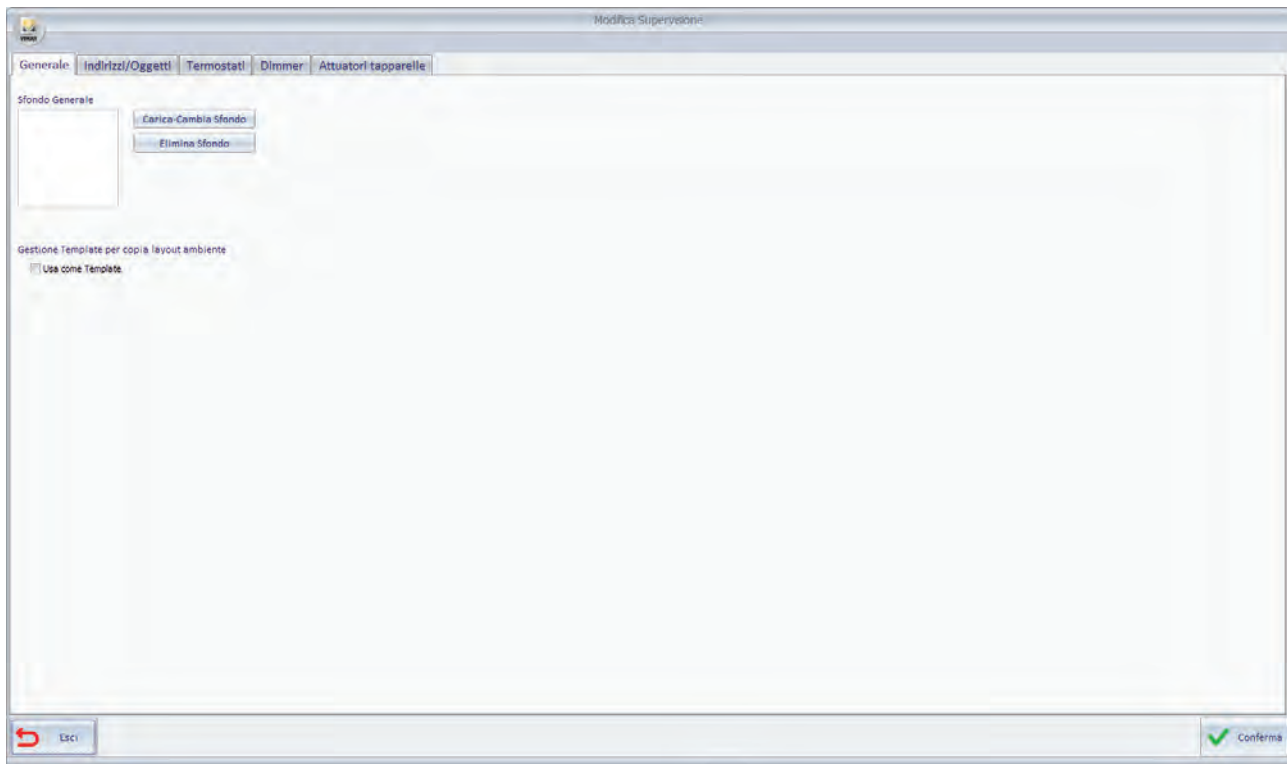 Modifica Supervisione
VIMAR
Generale Indirizzi/Oggetti Termostati Dimmer Attuatori tapparelle
Sfondo Generale
Carica-Cambia Sfondo
Elimina Sfondo
Gestione Template per copia layout ambiente
Usa come Template
Esci
Conferma